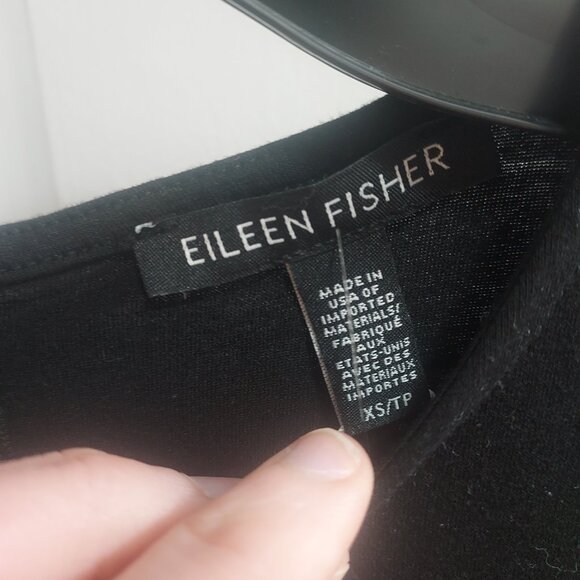 EILEEN FISHER
MADE IN
USA OF
IMPORTED
MATERIALS/
FABRIQUÉ
AUX
ETATS-UNIS
AVEC DES
MATERIAUX
IMPORTES
XS/TP